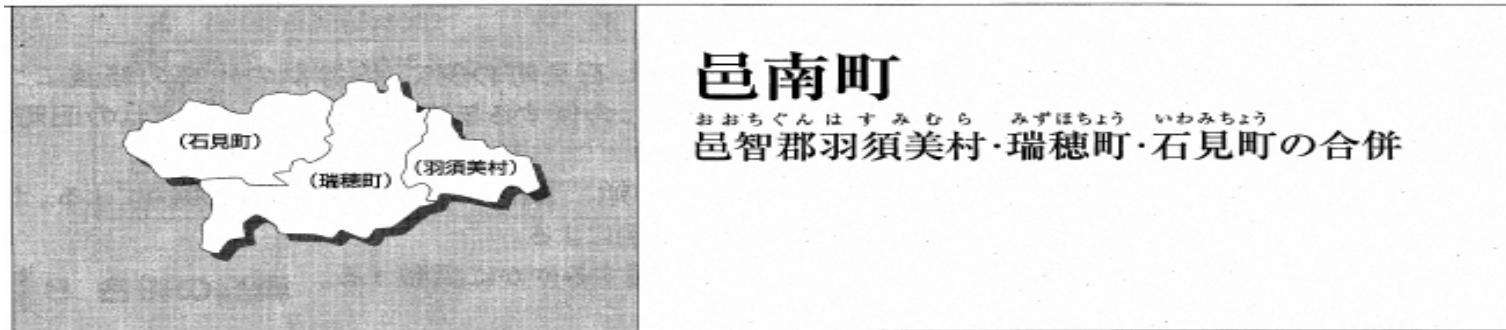 (石見町)
(瑞穂町)
(羽須美村)
邑南町
おおちぐんはすみむら みずほちょう いわみちょう
邑智郡羽須美村・瑞穂町・石見町の合併